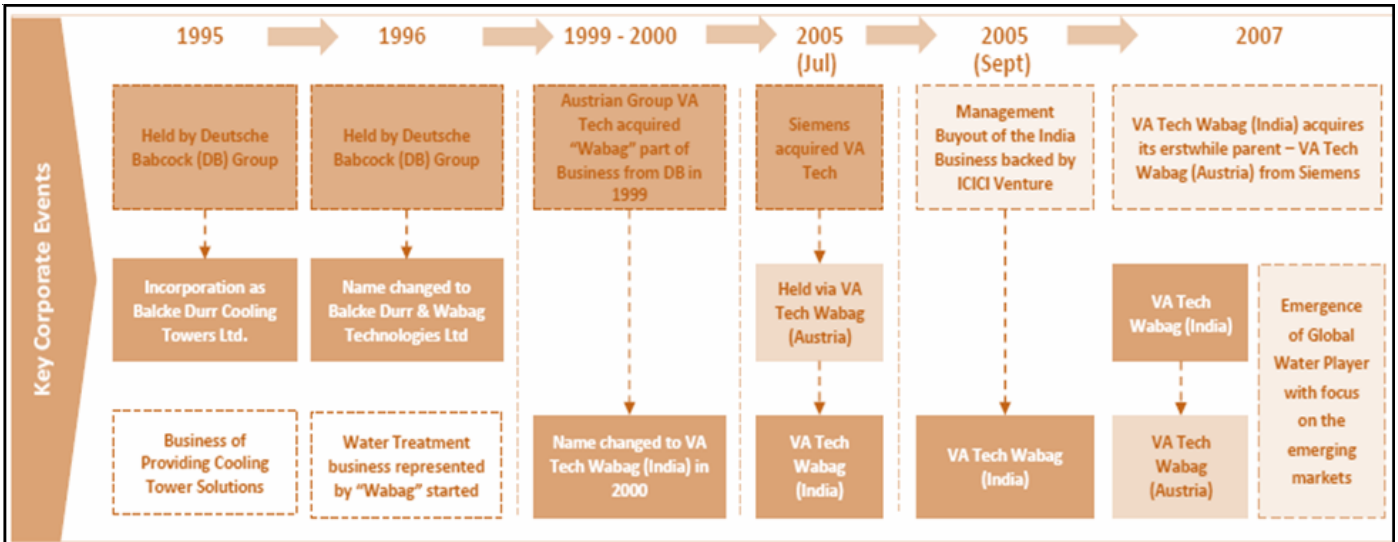 1995
1996
1999 - 2000
2005
(Jul)
2005
(Sept)
2007
Key Corporate Events
Held by Deutsche
Babcock (DB) Group
Held by Deutsche
Babcock (DB) Group
Austrian Group VA
Tech acquired
“Wabag” part of
Business from DB in
1999
Siemens
acquired VA
Tech
Management
Buyout of the India
Business backed by
ICICI Venture
VA Tech Wabag (India) acquires
its erstwhile parent – VA Tech
Wabag (Austria) from Siemens
Incorporation as
Balcke Durr Cooling
Towers Ltd.
Name changed to
Balcke Durr & Wabag
Technologies Ltd
Held via VA
Tech Wabag
(Austria)
VA Tech
Wabag (India)
Emergence
of Global
Water Player
with focus
on the
emerging
markets
Business of
Providing Cooling
Tower Solutions
Water Treatment
business represented
by “Wabag” started
Name changed to VA
Tech Wabag (India) in
2000
VA Tech
Wabag
(India)
VA Tech Wabag
(India)
VA Tech
Wabag
(Austria)